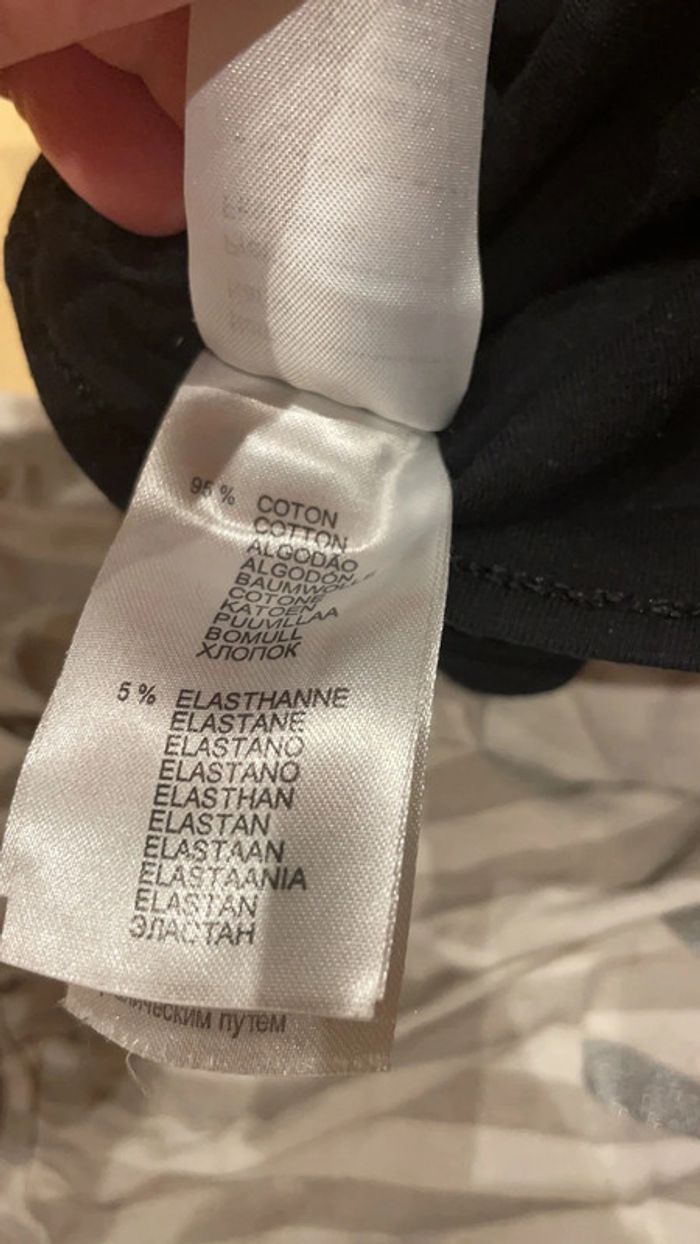 95 % COTON
COTTON
ALGODÃO
ALGODÓN
BAUMWOLLE
COTONE
KATOEN
PUUVILLAA
BOMULL
ХЛОПОК
5 % ELASTHANNE
ELASTANE
ELASTANO
ELASTANO
ELASTHAN
ELASTAN
ELASTAAN
ELASTAANIA
ELASTAN
ЭЛАСТАН
путем